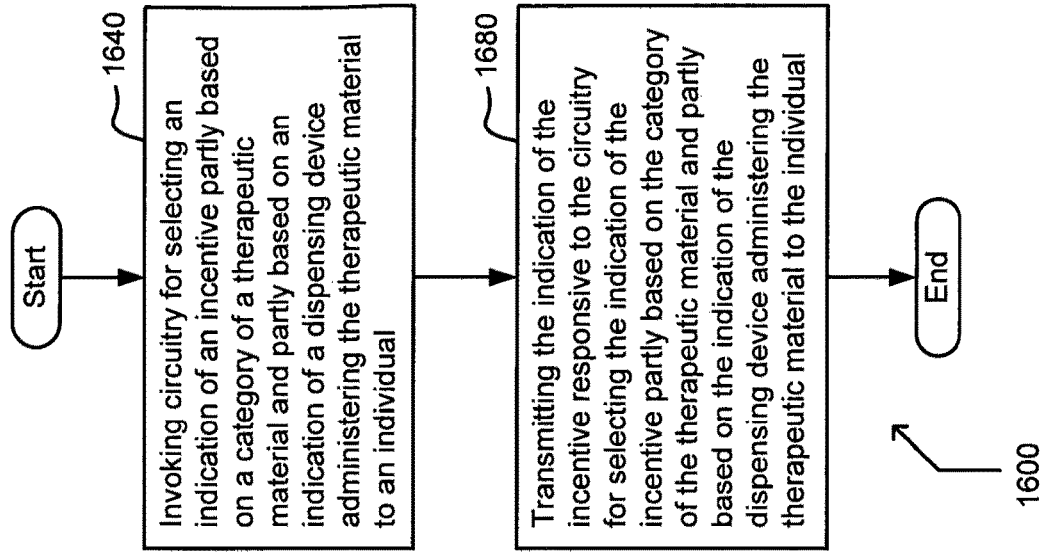 Start
1640
Invoking circuitry for selecting an
indication of an incentive partly based
on a category of a therapeutic
material and partly based on an
indication of a dispensing device
administering the therapeutic material
to an individual
1680
Transmitting the indication of the
incentive responsive to the circuitry
for selecting the indication of the
incentive partly based on the category
of the therapeutic material and partly
based on the indication of the
dispensing device administering the
therapeutic material to the individual
End
1600